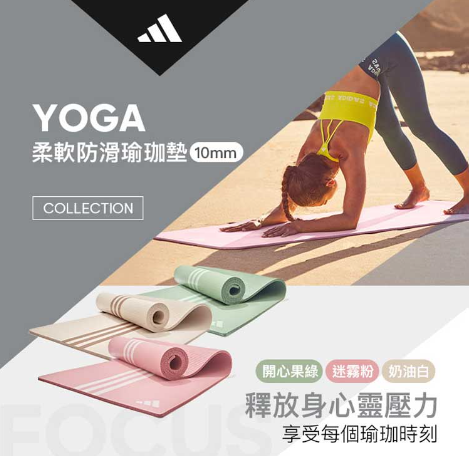 YOGA
柔軟防滑瑜珈墊 10mm
COLLECTION
開心果綠 迷霧粉 奶油白
釋放身心靈壓力
享受每個瑜珈時刻
FOCUS